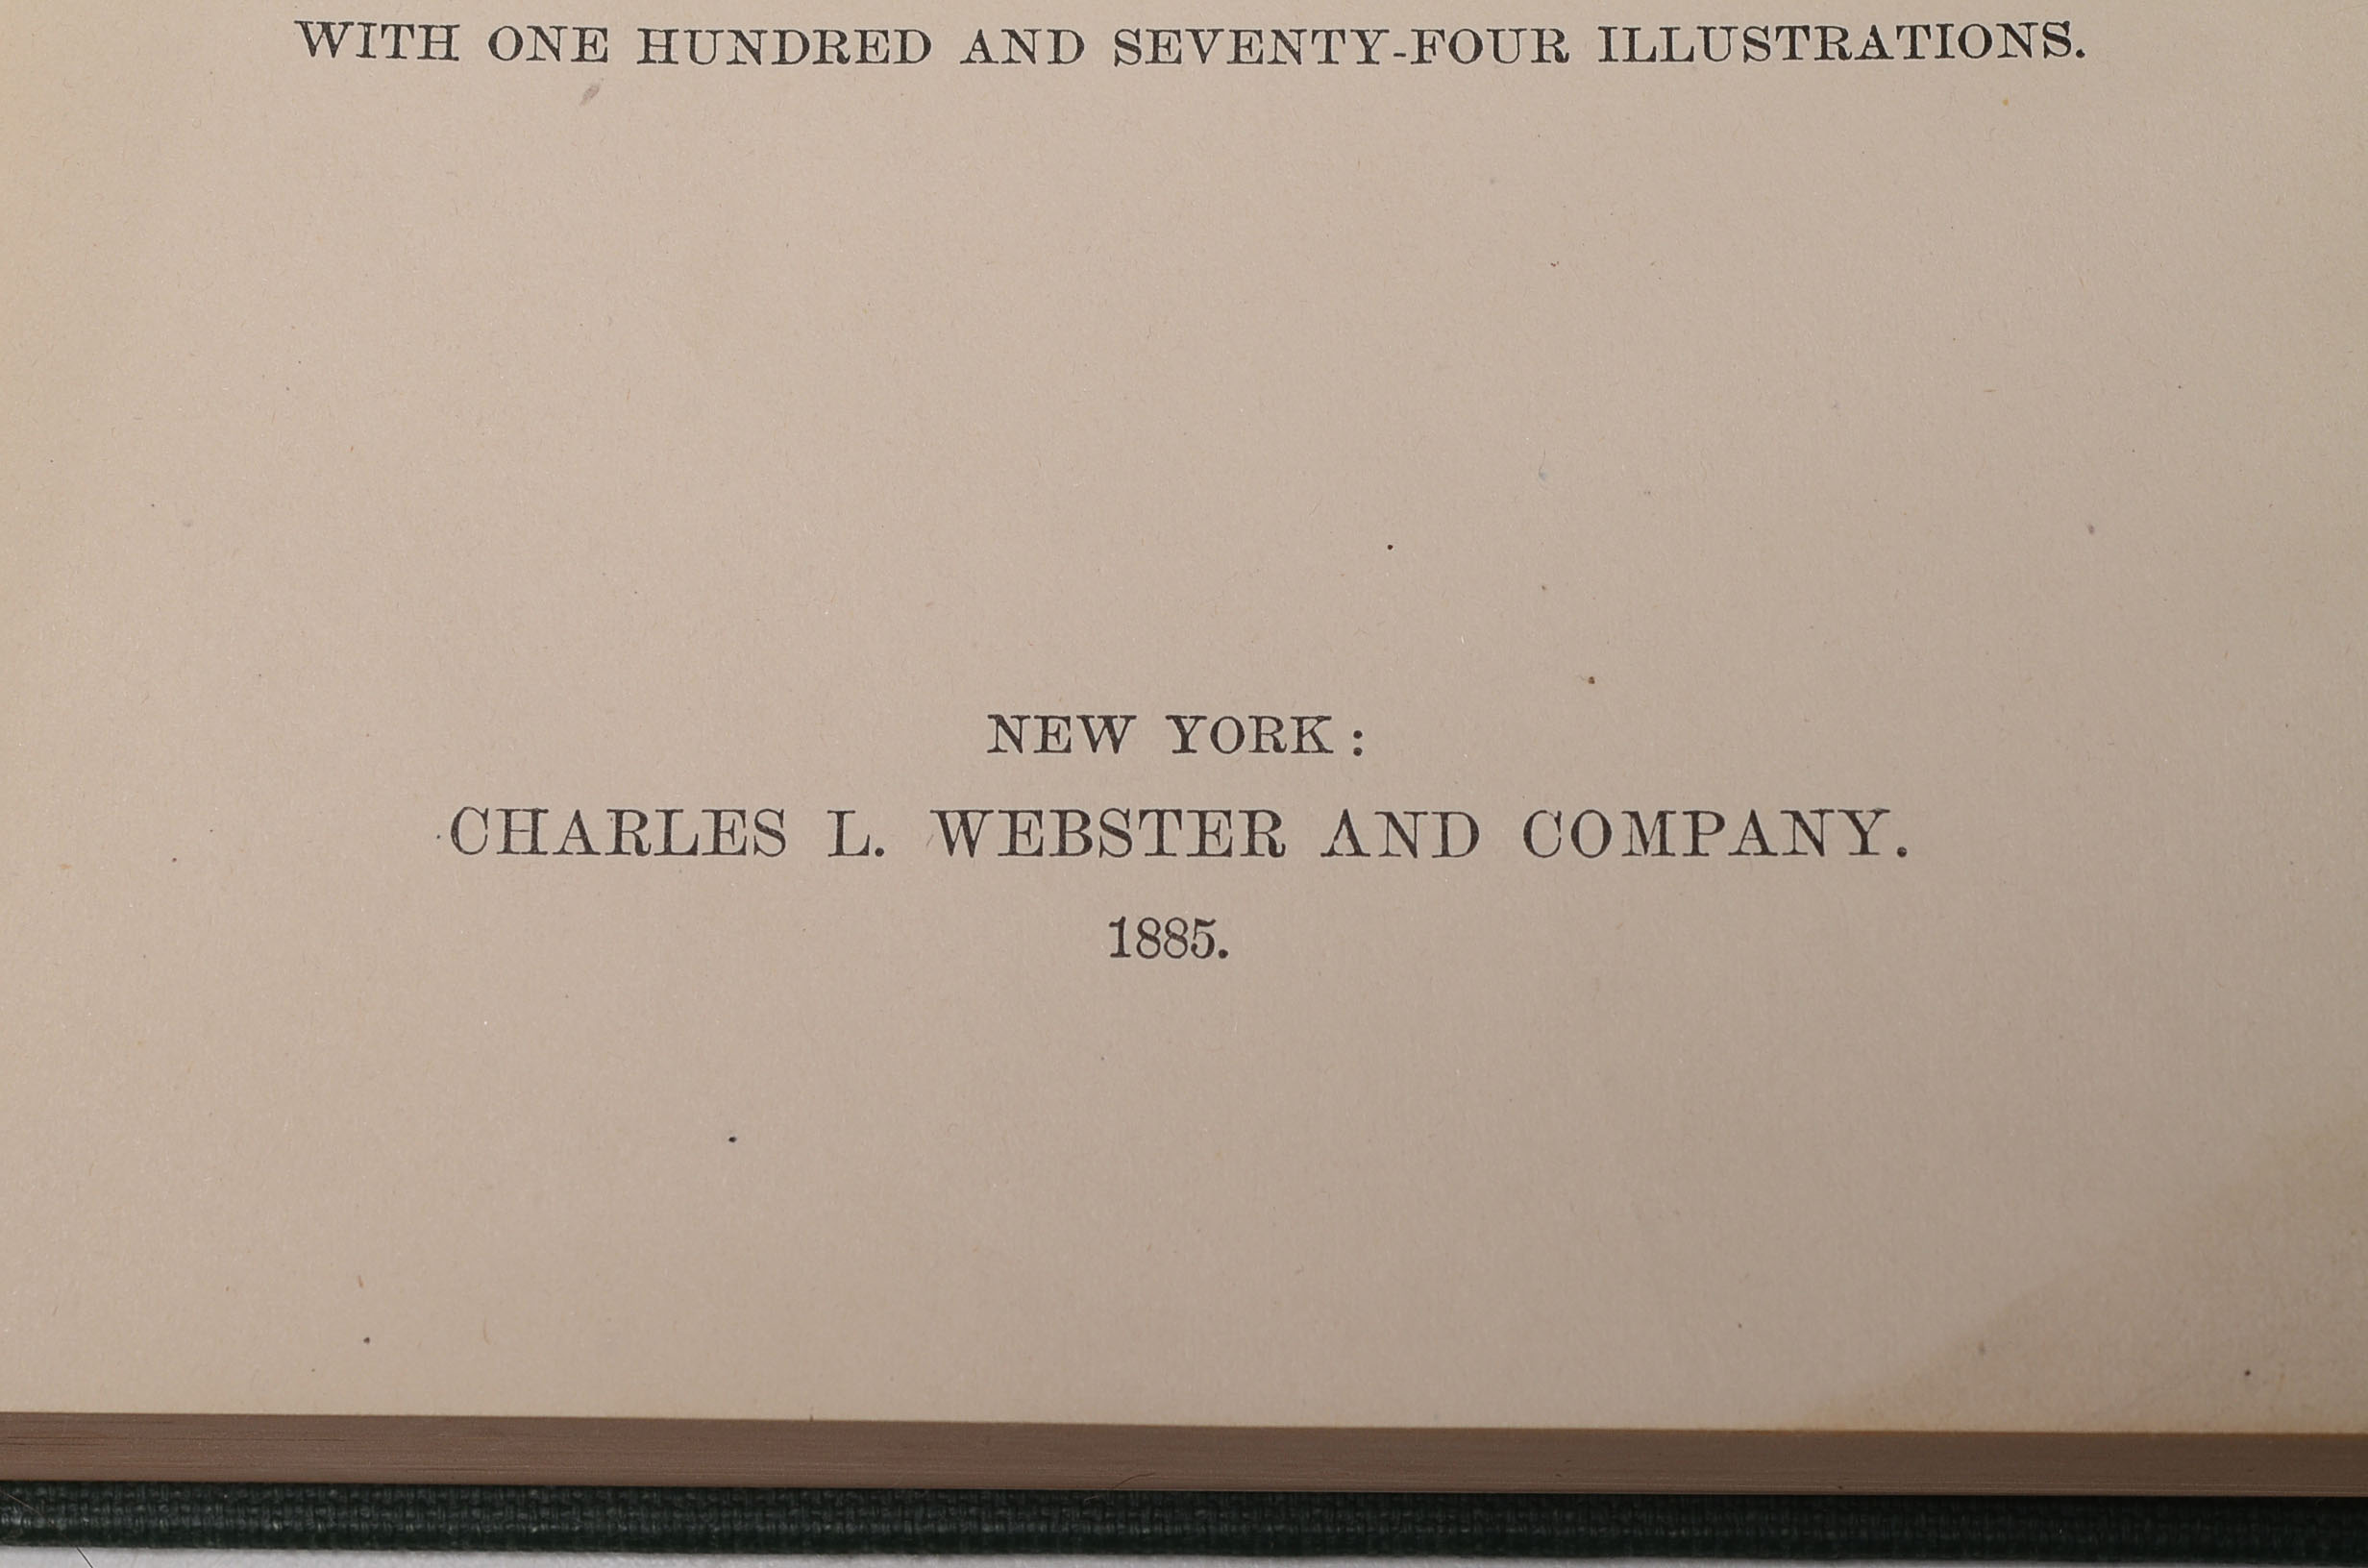 WITH ONE HUNDRED AND SEVENTY-FOUR ILLUSTRATIONS.
NEW YORK:
CHARLES L. WEBSTER AND COMPANY.
1885.